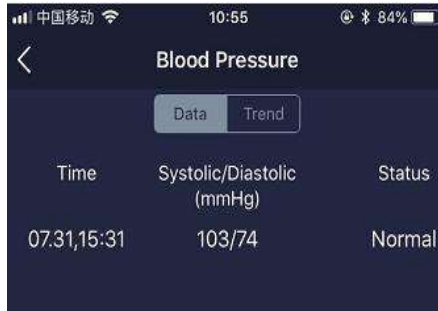 中国移动 10:55 84%
Blood Pressure
Data Trend
Time Systolic/Diastolic (mmHg) Status
07.31,15:31 103/74 Normal